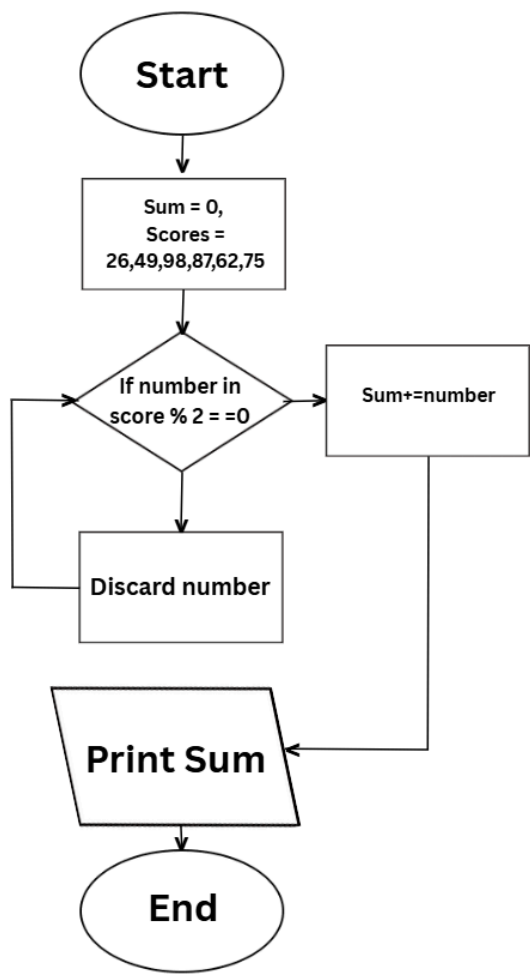 Start
Sum = 0,
Scores =
26,49,98,87,62,75
If number in
score % 2 = =0
Sum+=number
Discard number
Print Sum
End